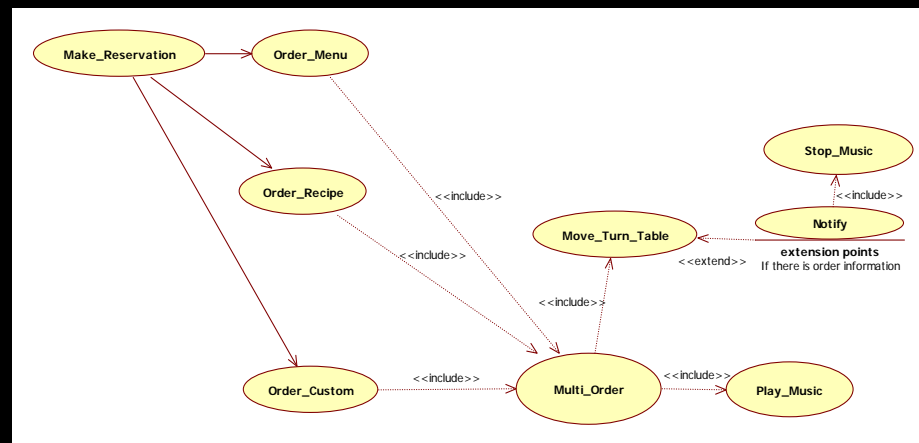 Make_Reservation
Order_Menu
Stop_Music
<<include>>
Order_Recipe
<<include>>
Notify
Move_Turn_Table
extension points
<<extend>>
If there is order information
<<include>>
<<include>>
<<include>>
<<include>>
Order_Custom
Multi_Order
Play_Music